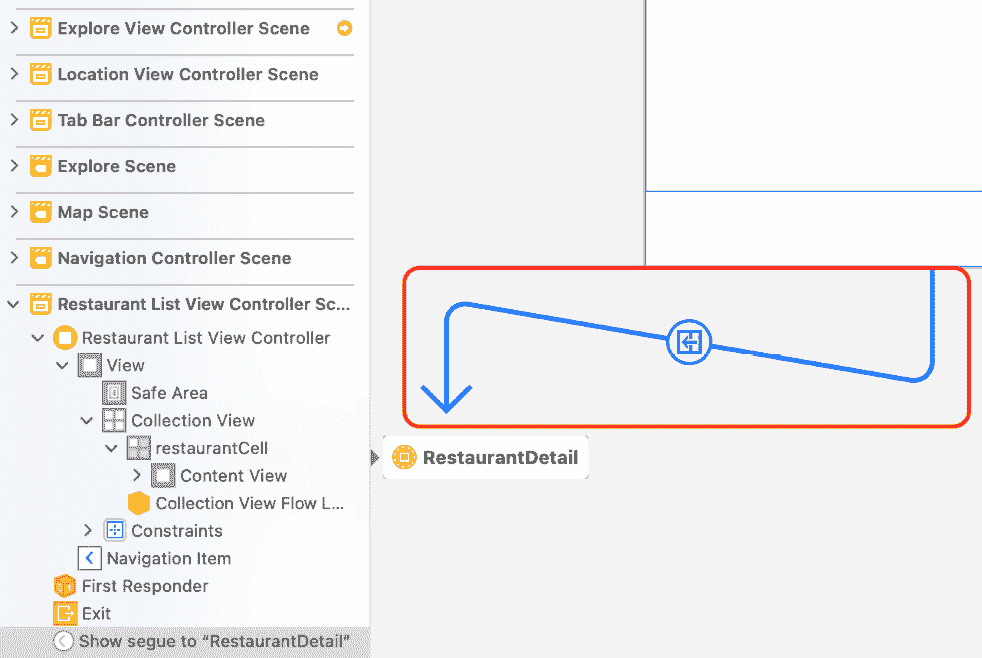 Explore View Controller Scene
Location View Controller Scene
Tab Bar Controller Scene
Explore Scene
Map Scene
Navigation Controller Scene
Restaurant List View Controller Sc...
Restaurant List View Controller
View
Safe Area
Collection View
restaurantCell
Content View
Collection View Flow L...
Constraints
Navigation Item
First Responder
Exit
Show segue to “RestaurantDetail”
RestaurantDetail